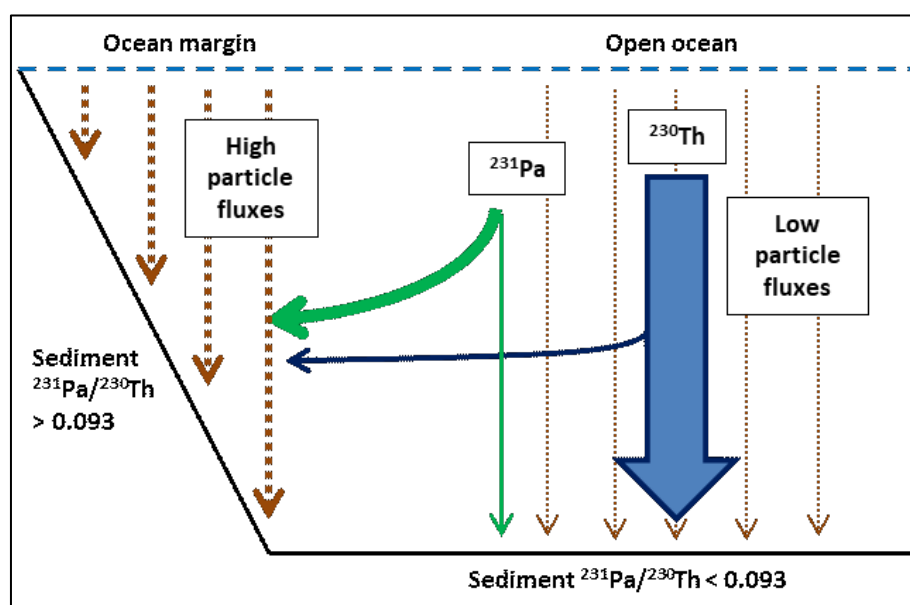 Ocean margin
Open ocean
High
particle
fluxes
²³¹Pa
²³⁰Th
Low
particle
fluxes
Sediment
²³¹Pa/²³⁰Th
> 0.093
Sediment ²³¹Pa/²³⁰Th < 0.093